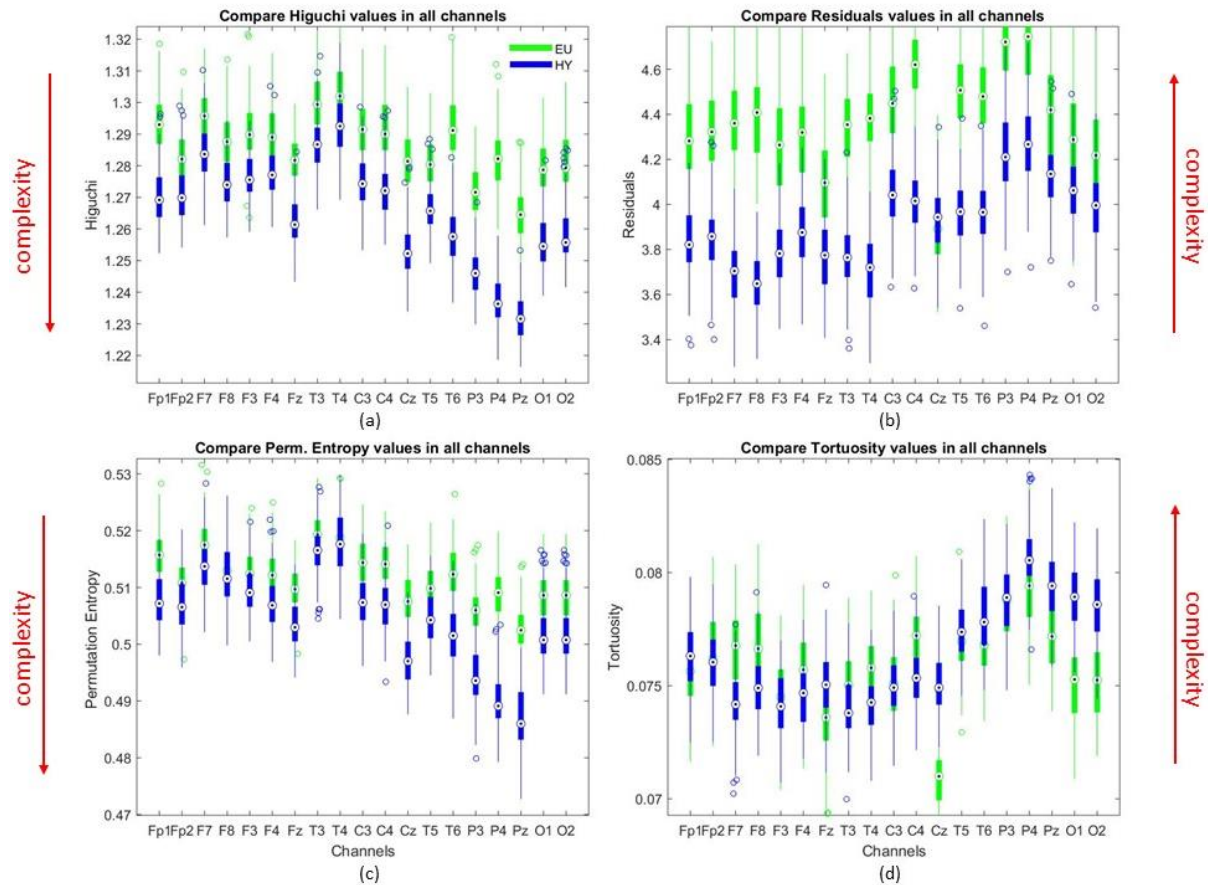 Compare Higuchi values in all channels
complexity
Higuchi
1.32
1.31
1.3
1.29
1.28
1.27
1.26
1.25
1.24
1.23
1.22
EU
HY
Fp1 Fp2 F7 F8 F3 F4 Fz T3 T4 C3 C4 Cz T5 T6 P3 P4 Pz O1 O2
(a)
Compare Residuals values in all channels
Residuals
4.6
4.4
4.2
4
3.8
3.6
3.4
complexity
Fp1 Fp2 F7 F8 F3 F4 Fz T3 T4 C3 C4 Cz T5 T6 P3 P4 Pz O1 O2
(b)
Compare Perm. Entropy values in all channels
complexity
Permutation Entropy
0.53
0.52
0.51
0.5
0.49
0.48
0.47
Fp1 Fp2 F7 F8 F3 F4 Fz T3 T4 C3 C4 Cz T5 T6 P3 P4 Pz O1 O2
Channels
(c)
Compare Tortuosity values in all channels
Tortuosity
0.085
0.08
0.075
0.07
complexity
Fp1 Fp2 F7 F8 F3 F4 Fz T3 T4 C3 C4 Cz T5 T6 P3 P4 Pz O1 O2
Channels
(d)